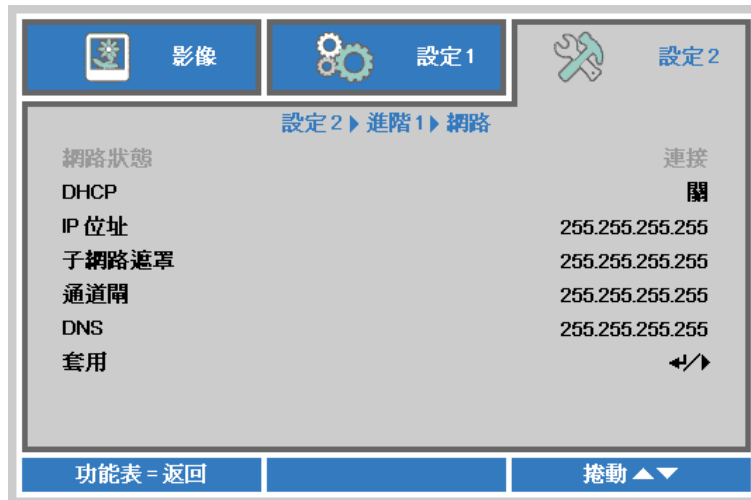 影像 設定1 設定2
設定2▶進階1▶網路
網路狀態 連接
DHCP 關
IP 位址 255.255.255.255
子網路遮罩 255.255.255.255
通道閘 255.255.255.255
DNS 255.255.255.255
套用 ↵/▶
功能表 = 返回 捲動 ▲▼